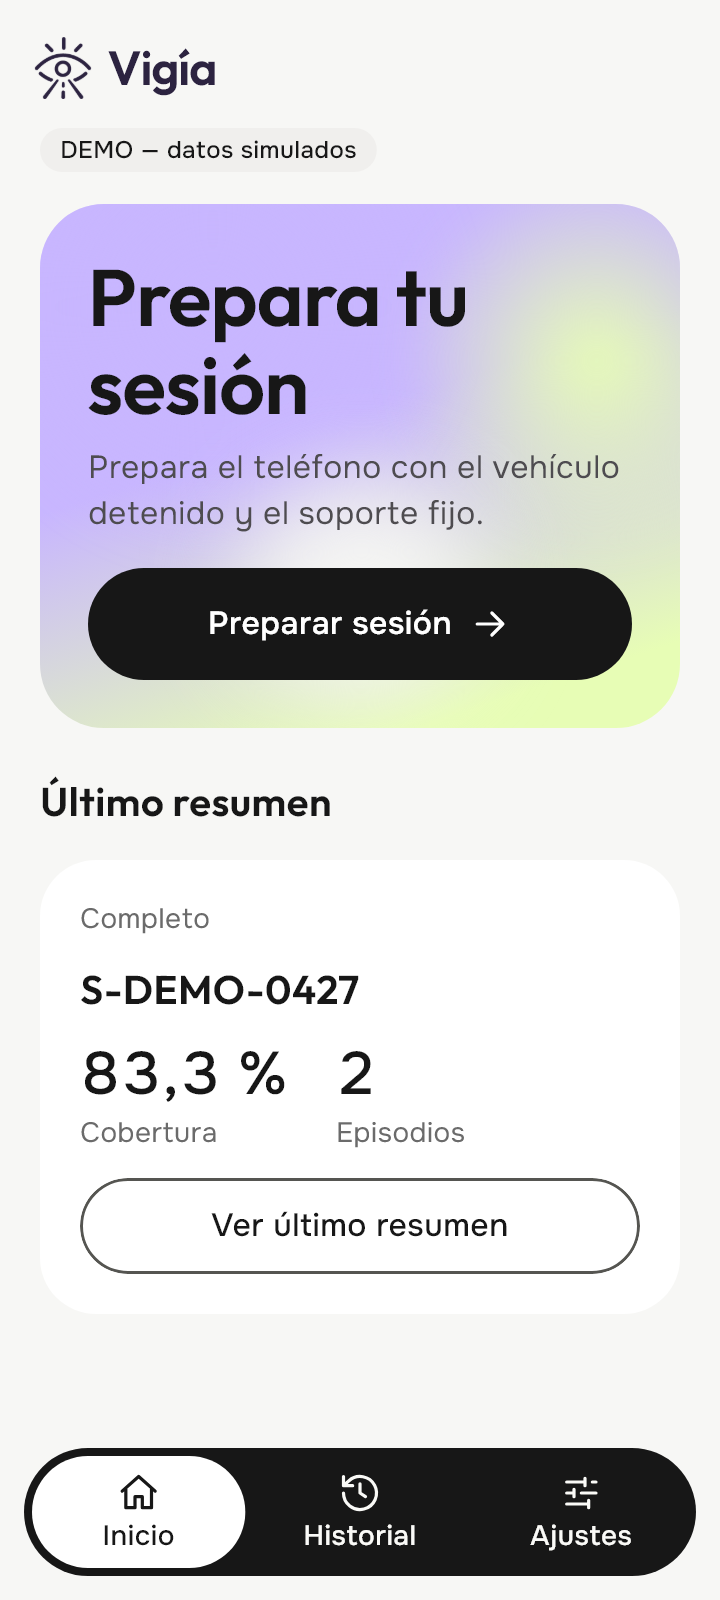 Vigía
DEMO – datos simulados
Prepara tu
sesión
Prepara el teléfono con el vehículo
detenido y el soporte fijo.
Preparar sesión →
Último resumen
Completo
S-DEMO-0427
83,3 % 2
Cobertura Episodios
Ver último resumen
Inicio Historial Ajustes